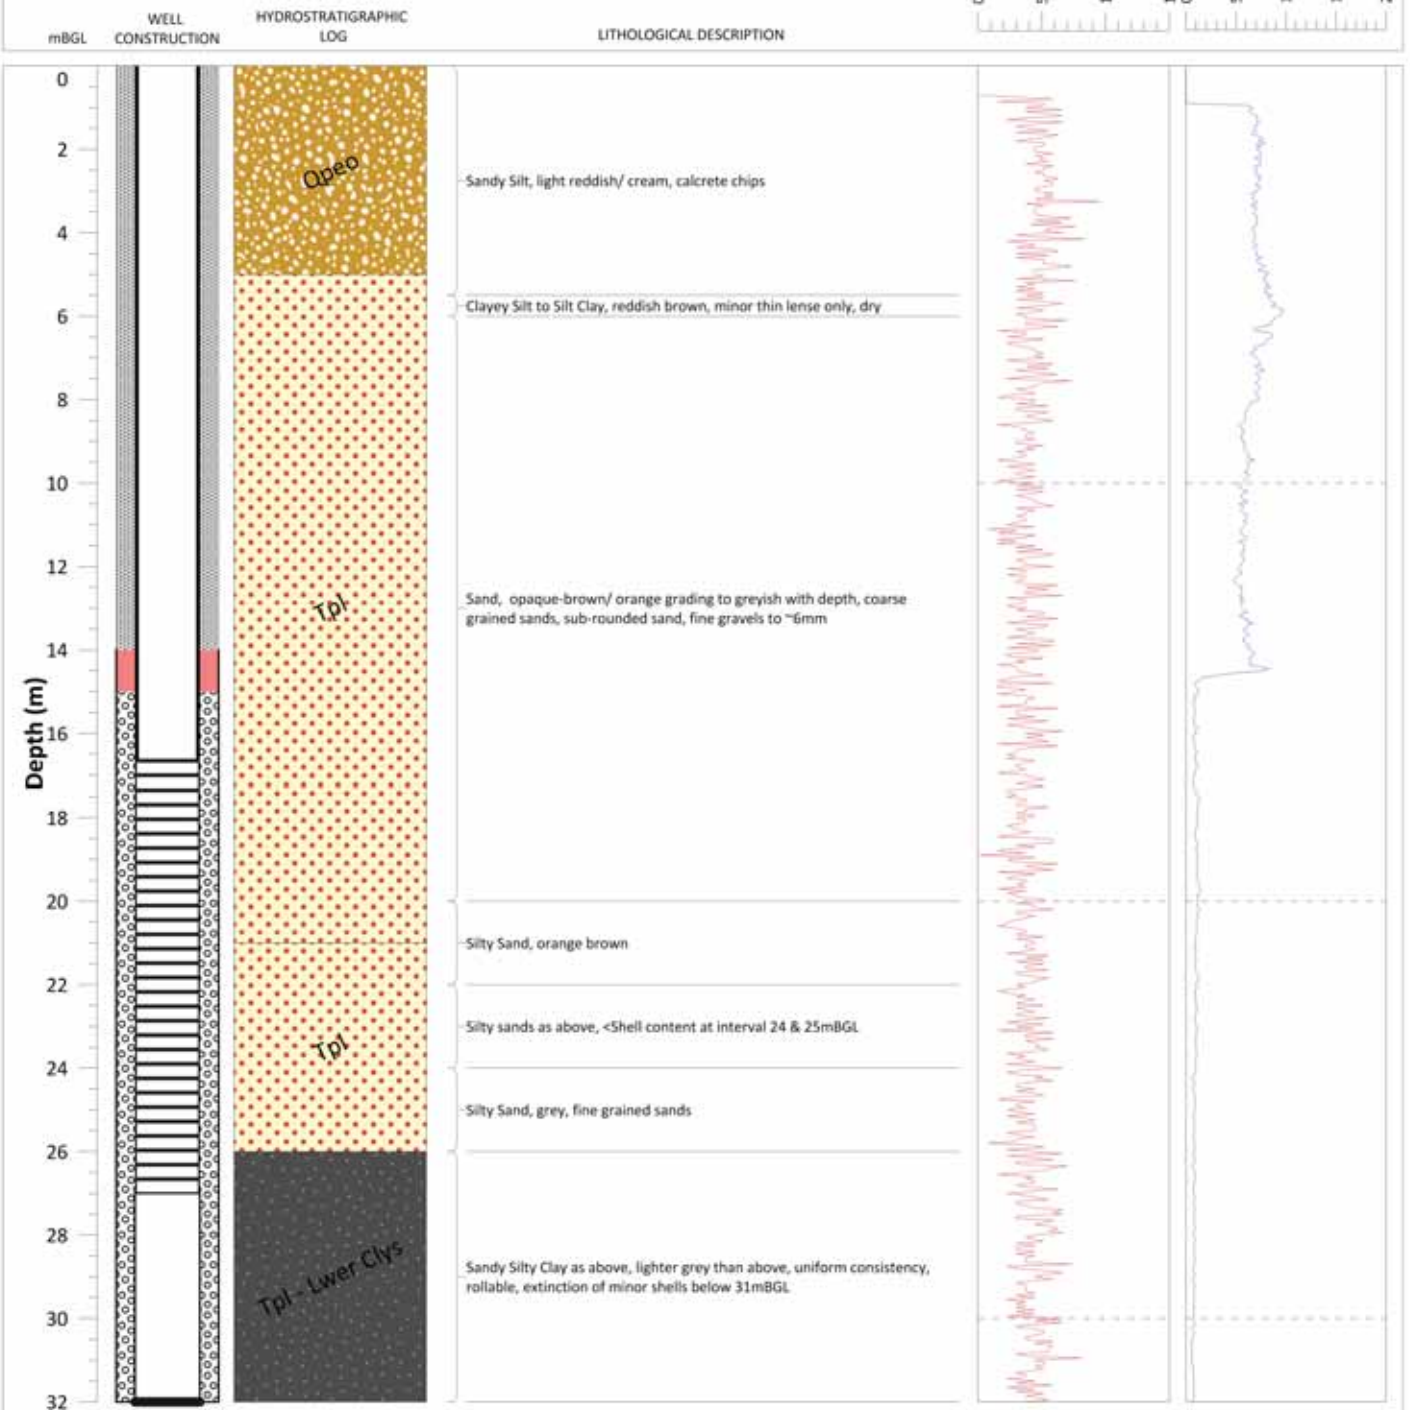 mBGL
WELL
CONSTRUCTION
HYDROSTRATIGRAPHIC
LOG
LITHOLOGICAL DESCRIPTION
0
2
4
6
8
10
12
14
16
18
20
22
24
26
28
30
32
Depth (m)
Qpeo
Tpl
Tpl
Tpl - Lwer Clys
Sandy Silt, light reddish/ cream, calcrete chips
Clayey Silt to Silt Clay, reddish brown, minor thin lense only, dry
Sand, opaque-brown/ orange grading to greyish with depth, coarse
grained sands, sub-rounded sand, fine gravels to ~6mm
Silty Sand, orange brown
Silty sands as above, <Shell content at interval 24 & 25mBGL
Silty Sand, grey, fine grained sands
Sandy Silty Clay as above, lighter grey than above, uniform consistency,
rollable, extinction of minor shells below 31mBGL